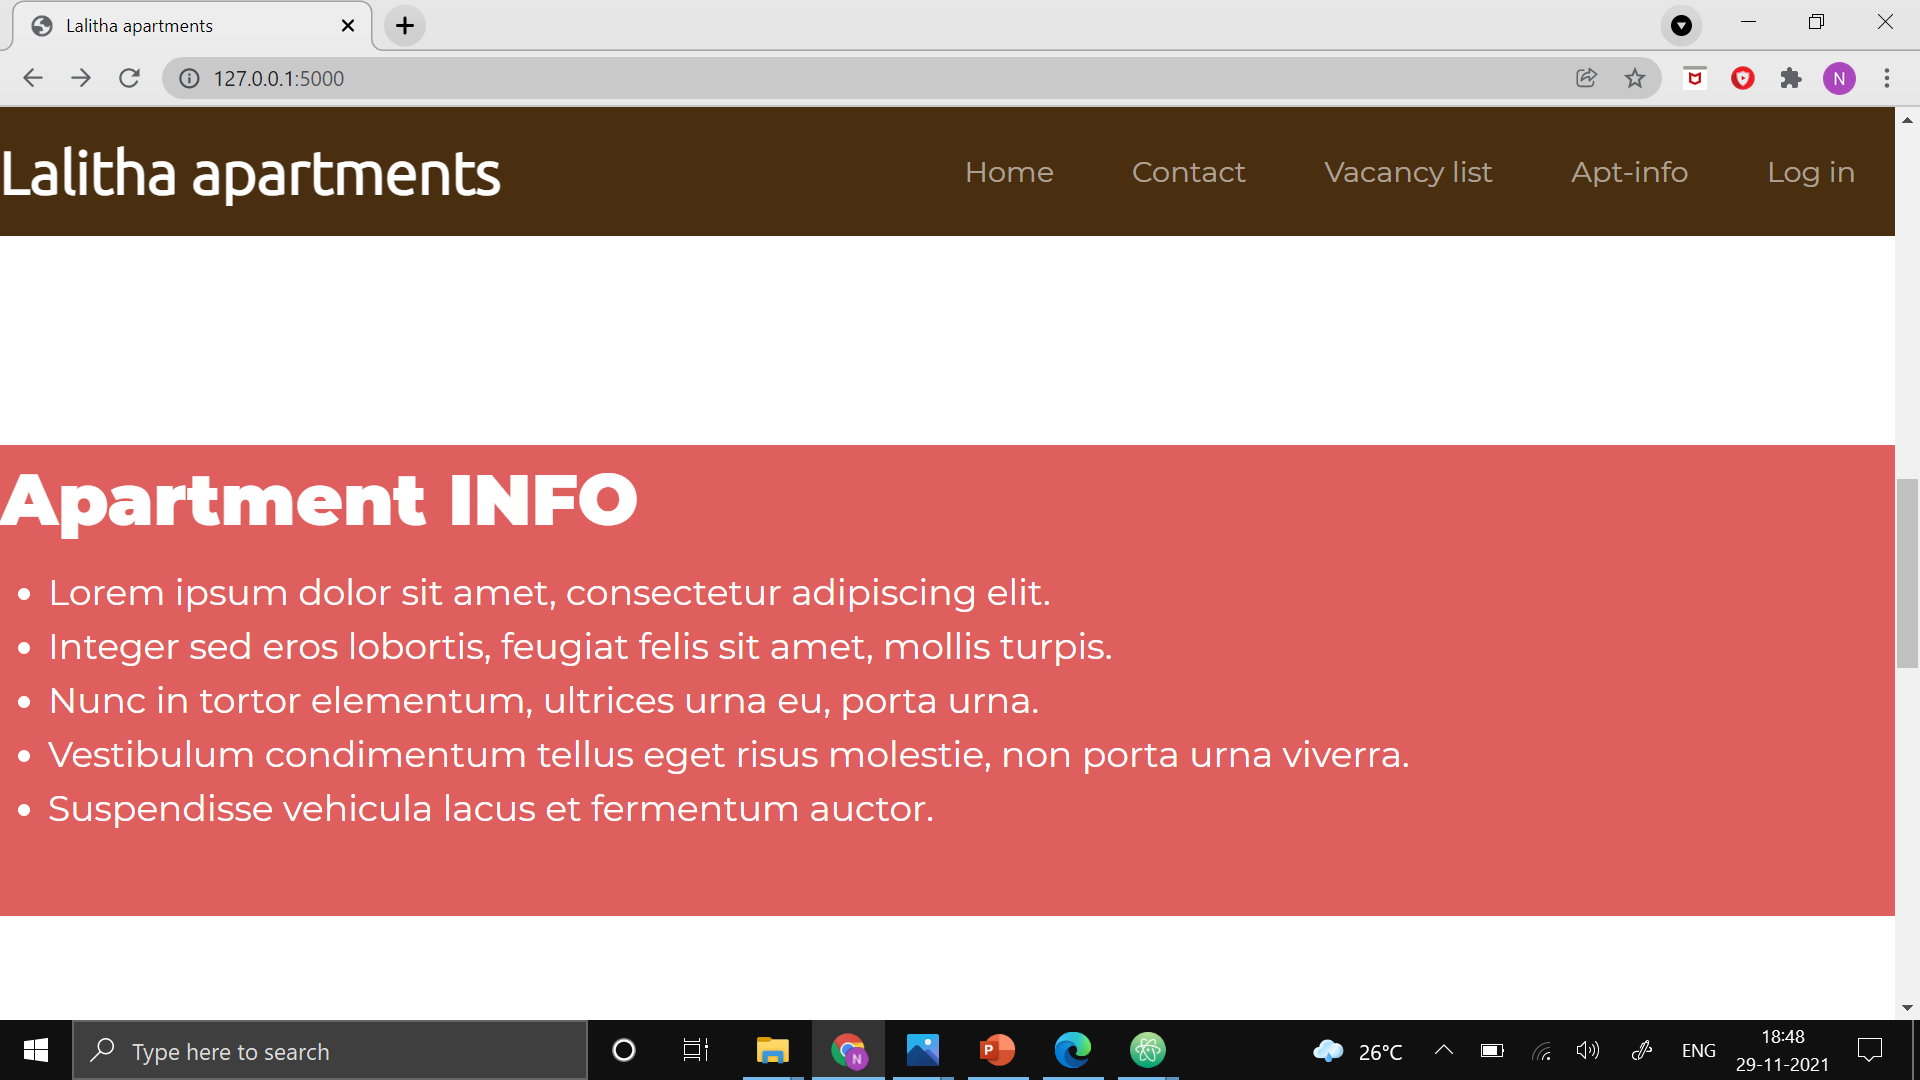 Lalitha apartments
127.0.0.1:5000
N
Lalitha apartments
Home Contact Vacancy list Apt-info Log in
Apartment INFO
• Lorem ipsum dolor sit amet, consectetur adipiscing elit.
• Integer sed eros lobortis, feugiat felis sit amet, mollis turpis.
• Nunc in tortor elementum, ultrices urna eu, porta urna.
• Vestibulum condimentum tellus eget risus molestie, non porta urna viverra.
• Suspendisse vehicula lacus et fermentum auctor.
Type here to search
N
P
26°C
ENG
18:48
29-11-2021